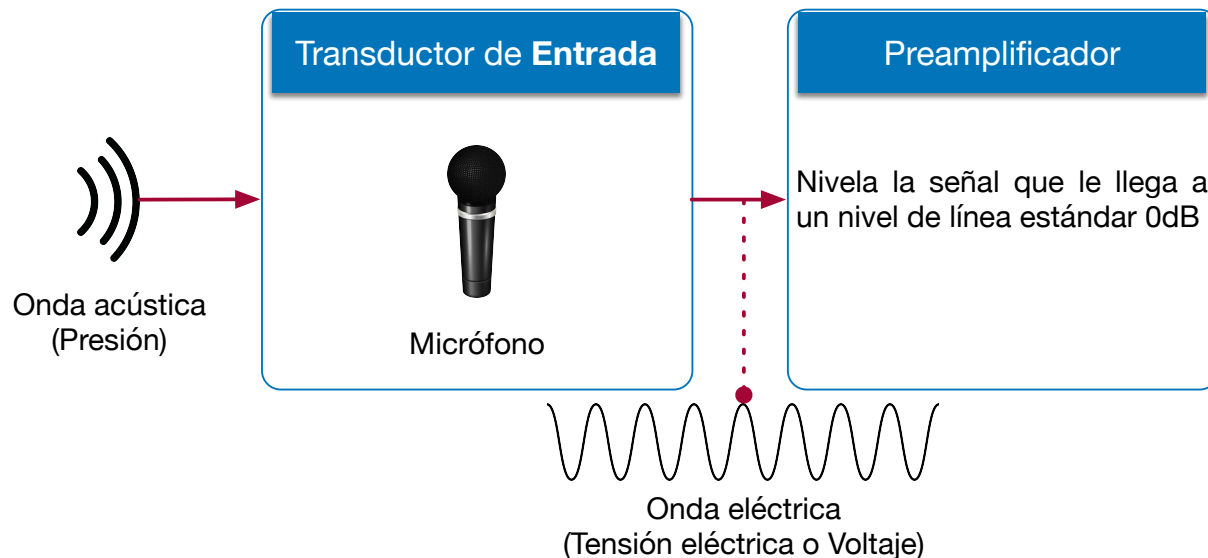 Transductor de Entrada
Preamplificador
Onda acústica
(Presión)
Micrófono
Nivela la señal que le llega a
un nivel de línea estándar 0dB
Onda eléctrica
(Tensión eléctrica o Voltaje)